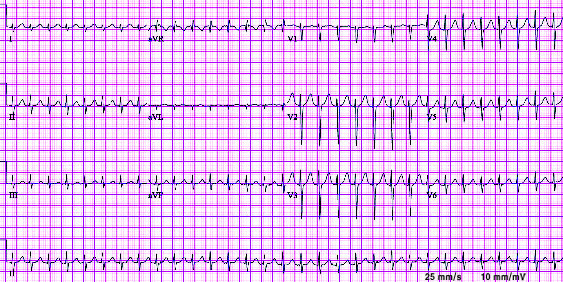 I aVR V1 V4
II aVL V2 V5
III aVF V3 V6
II
25 mm/s 10 mm/mV